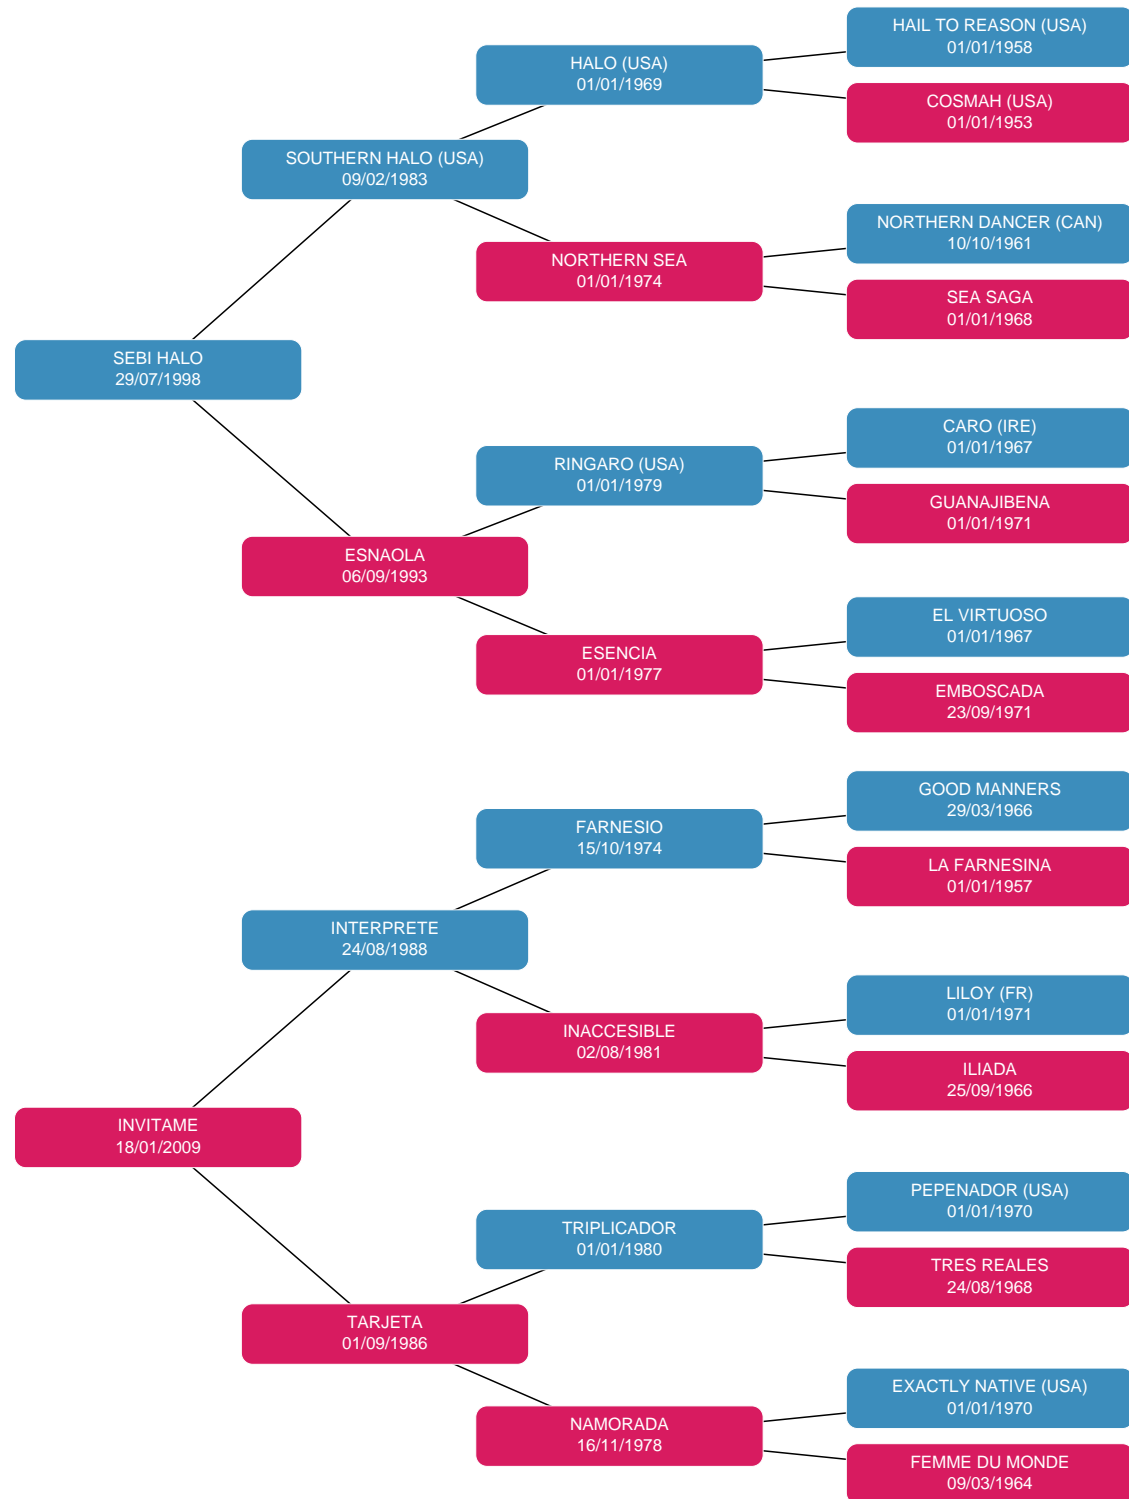 HAIL TO REASON (USA)
01/01/1958
HALO (USA)
01/01/1969
COSMAH (USA)
01/01/1953
SOUTHERN HALO (USA)
09/02/1983
NORTHERN DANCER (CAN)
10/10/1961
NORTHERN SEA
01/01/1974
SEA SAGA
01/01/1968
SEBI HALO
29/07/1998
CARO (IRE)
01/01/1967
RINGARO (USA)
01/01/1979
GUANAJIBENA
01/01/1971
ESNAOLA
06/09/1993
EL VIRTUOSO
01/01/1967
ESENCIA
01/01/1977
EMBOSCADA
23/09/1971
GOOD MANNERS
29/03/1966
FARNESIO
15/10/1974
LA FARNESINA
01/01/1957
INTERPRETE
24/08/1988
LILOY (FR)
01/01/1971
INACCESIBLE
02/08/1981
ILIADA
25/09/1966
INVITAME
18/01/2009
PEPENADOR (USA)
01/01/1970
TRIPLICADOR
01/01/1980
TRES REALES
24/08/1968
TARJETA
01/09/1986
EXACTLY NATIVE (USA)
01/01/1970
NAMORADA
16/11/1978
FEMME DU MONDE
09/03/1964